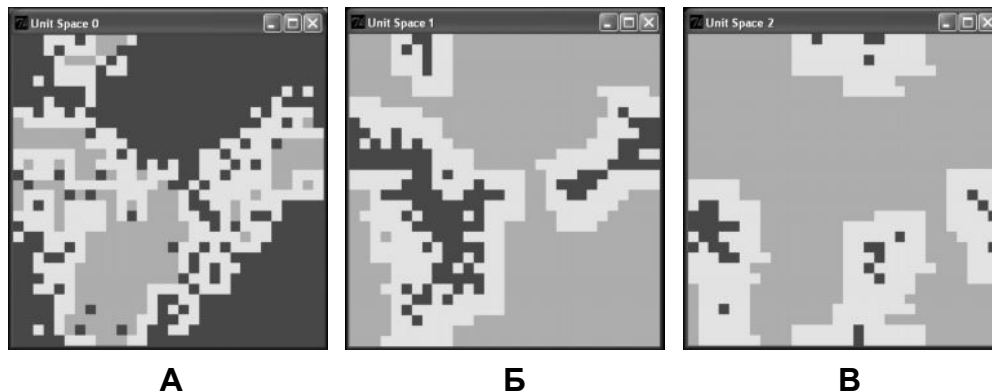 Unit Space 0
Unit Space 1
Unit Space 2
А
Б
В